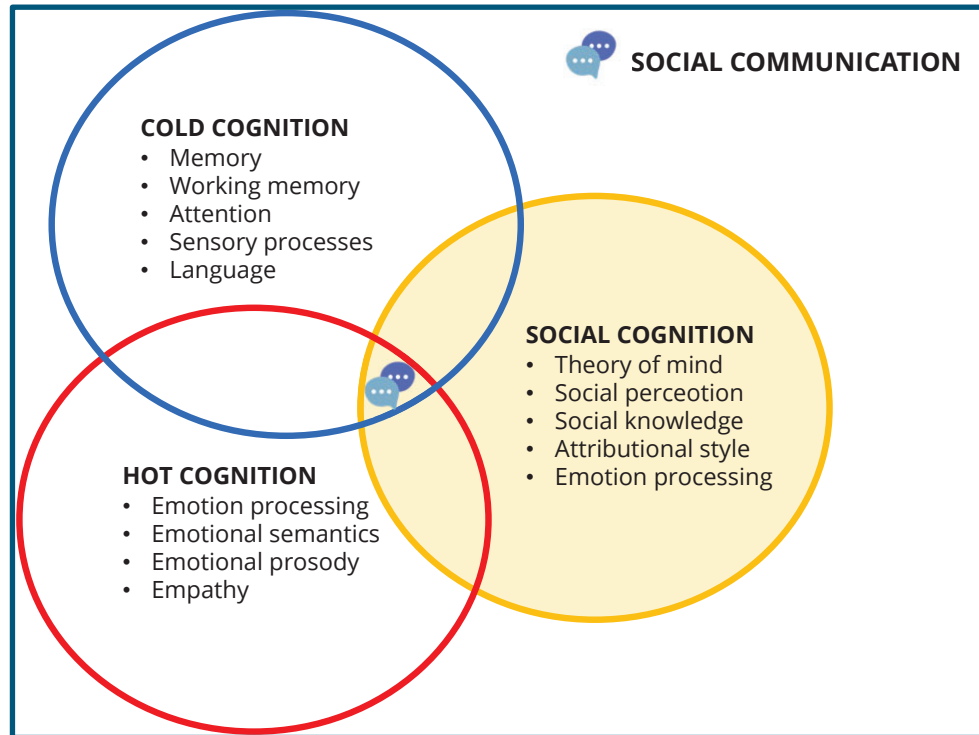 SOCIAL COMMUNICATION
COLD COGNITION
• Memory
• Working memory
• Attention
• Sensory processes
• Language
SOCIAL COGNITION
• Theory of mind
• Social perceotion
• Social knowledge
• Attributional style
• Emotion processing
HOT COGNITION
• Emotion processing
• Emotional semantics
• Emotional prosody
• Empathy